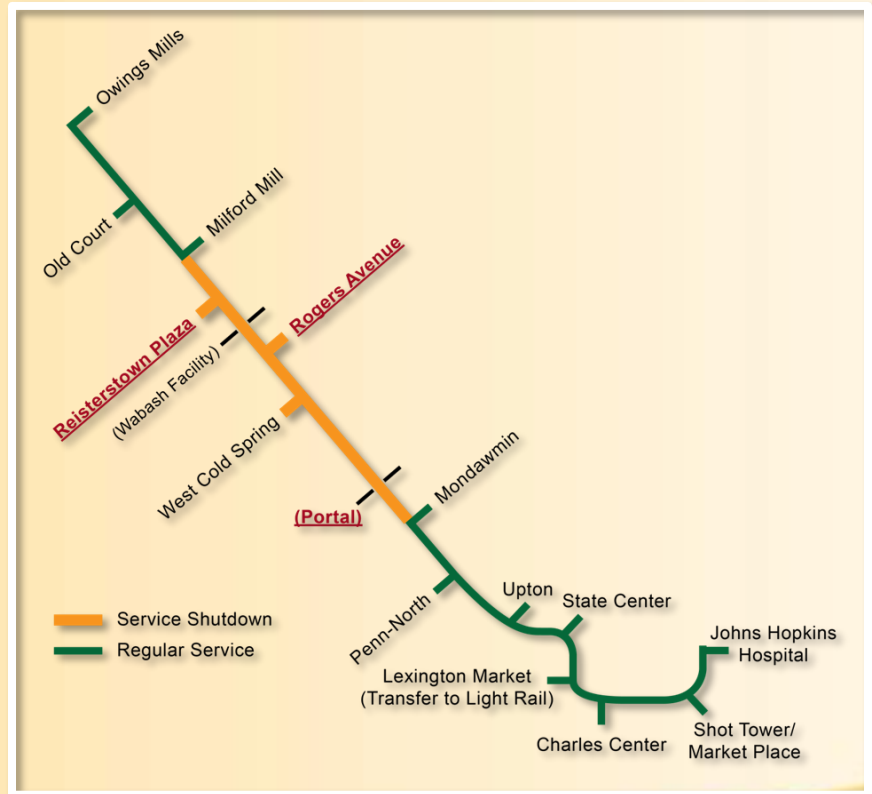 Owings Mills
Old Court
Milford Mill
Reisterstown Plaza
(Wabash Facility)
Rogers Avenue
West Cold Spring
(Portal)
Mondawmin
Penn-North
Upton
State Center
Lexington Market
(Transfer to Light Rail)
Charles Center
Shot Tower/
Market Place
Johns Hopkins
Hospital
Service Shutdown
Regular Service